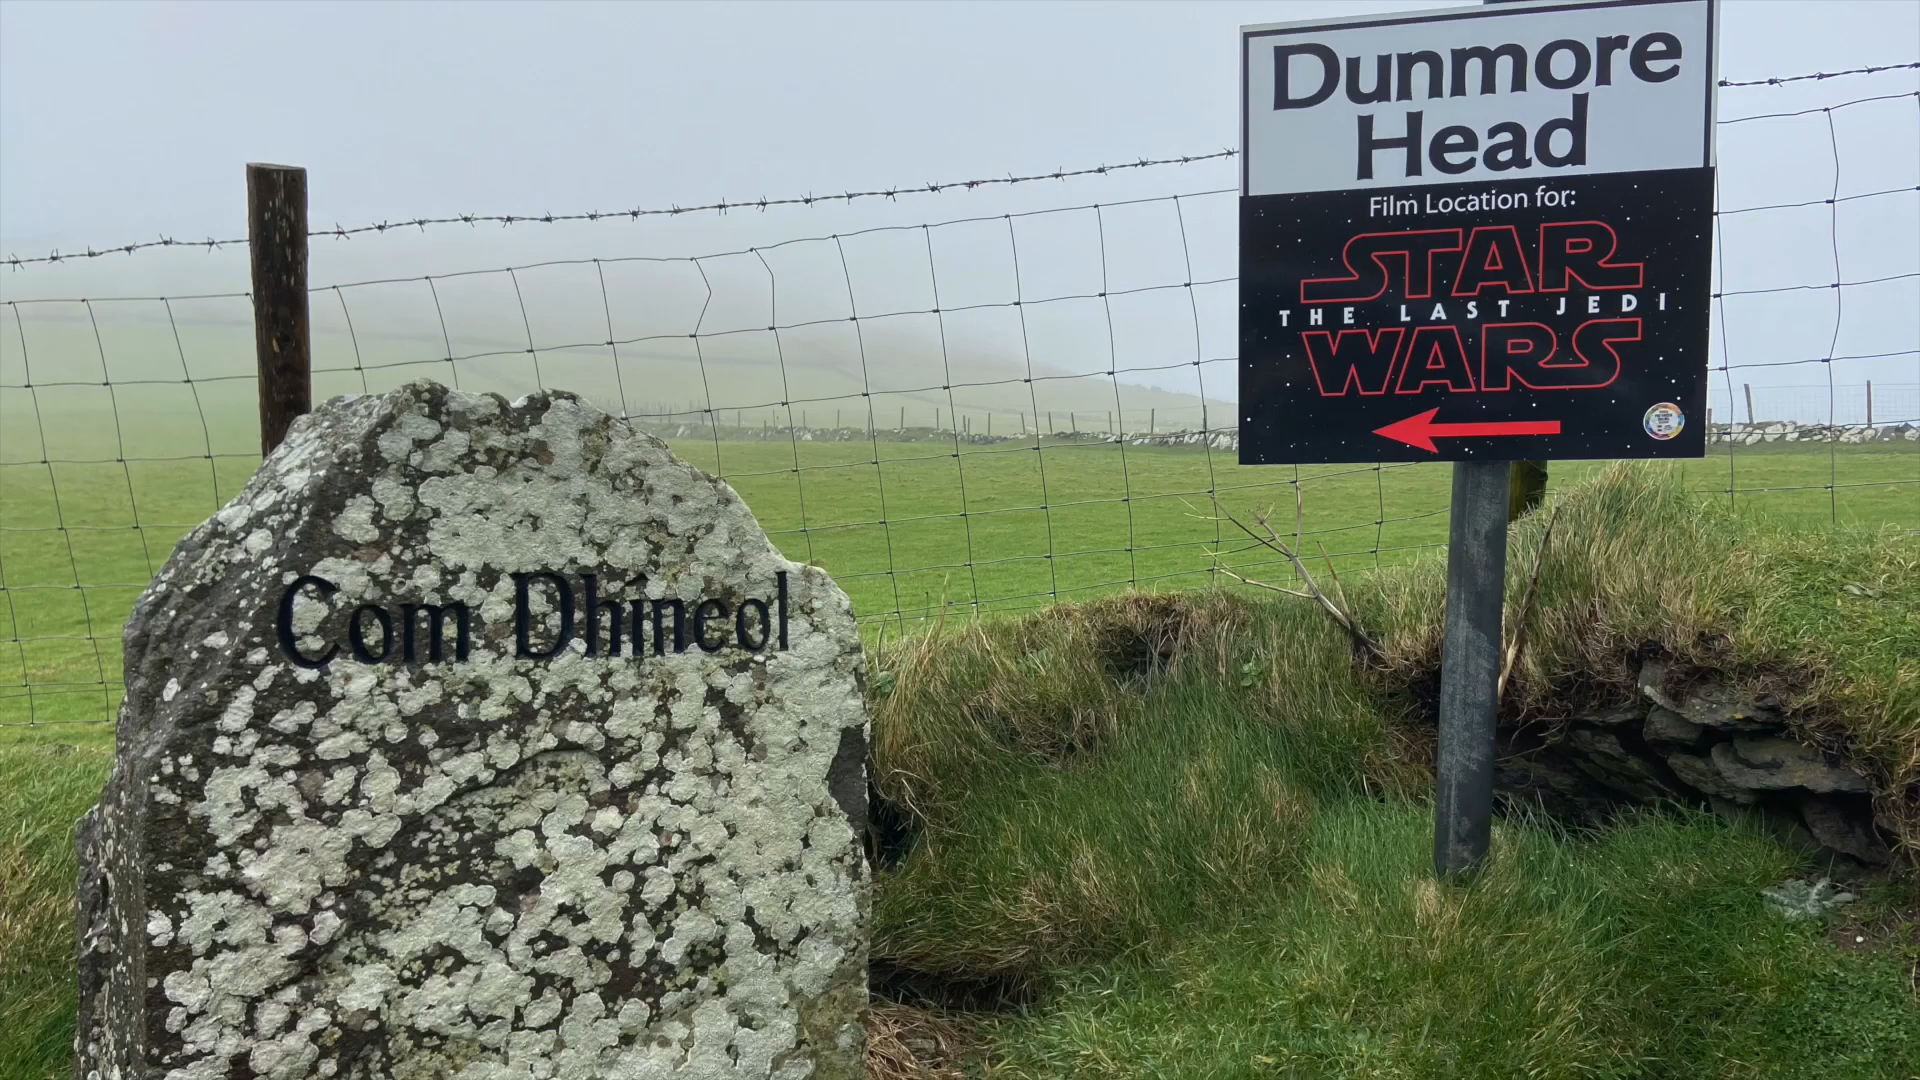 Com Dhíneol
Dunmore
Head
Film Location for:
STAR
THE LAST JEDI
WARS